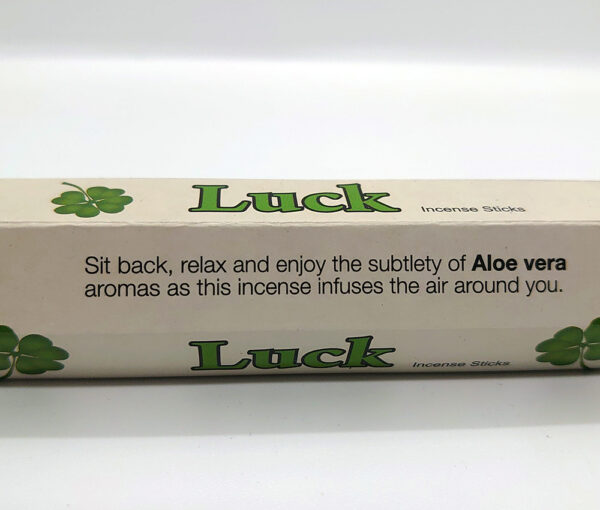 Luck Incense Sticks
Sit back, relax and enjoy the subtlety of Aloe vera
aromas as this incense infuses the air around you.
Luck Incense Sticks